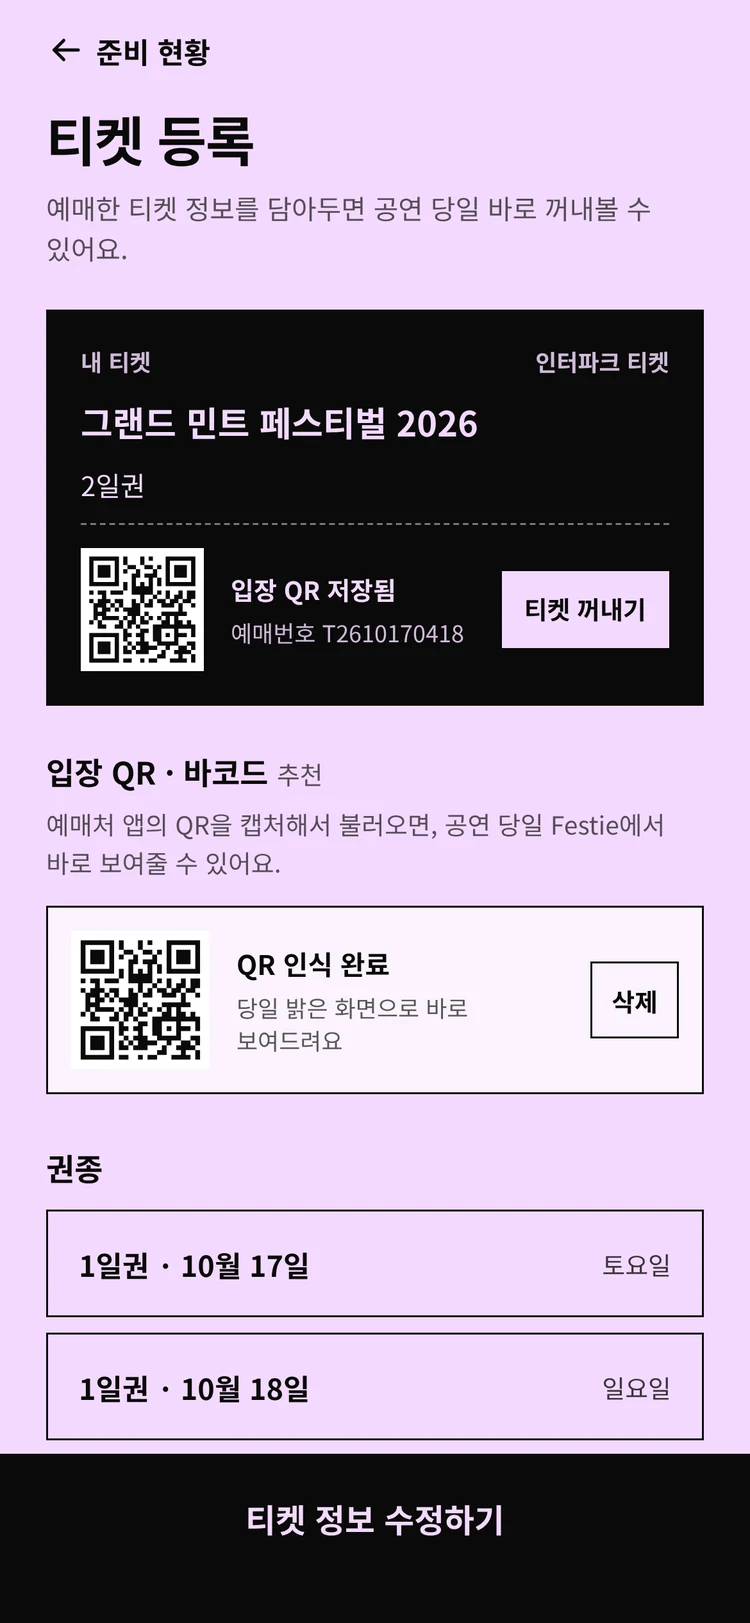 준비 현황
티켓 등록
예매한 티켓 정보를 담아두면 공연 당일 바로 꺼내볼 수
있어요.
내 티켓
인터파크 티켓
그랜드 민트 페스티벌 2026
2일권
입장 QR 저장됨
예매번호 T2610170418
티켓 꺼내기
입장 QR · 바코드 추천
예매처 앱의 QR을 캡처해서 불러오면, 공연 당일 Festie에서
바로 보여줄 수 있어요.
QR 인식 완료
당일 밝은 화면으로 바로
보여드려요
삭제
권종
1일권 · 10월 17일
토요일
1일권 · 10월 18일
일요일
티켓 정보 수정하기